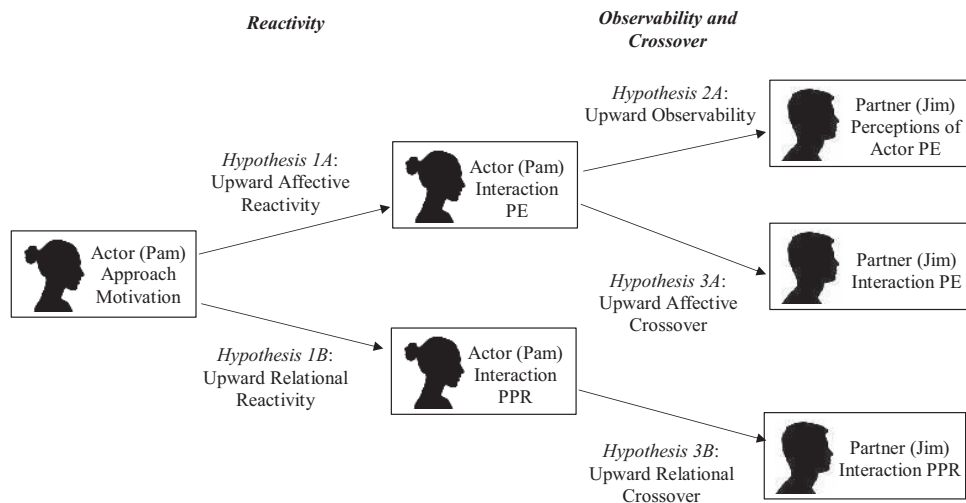 Reactivity
Observability and
Crossover
Hypothesis 2A:
Upward Observability
Partner (Jim)
Perceptions of
Actor PE
Hypothesis 1A:
Upward Affective
Reactivity
Actor (Pam)
Interaction
PE
Actor (Pam)
Approach
Motivation
Partner (Jim)
Interaction PE
Hypothesis 3A:
Upward Affective
Crossover
Hypothesis 1B:
Upward Relational
Reactivity
Actor (Pam)
Interaction
PPR
Hypothesis 3B:
Upward Relational
Crossover
Partner (Jim)
Interaction PPR